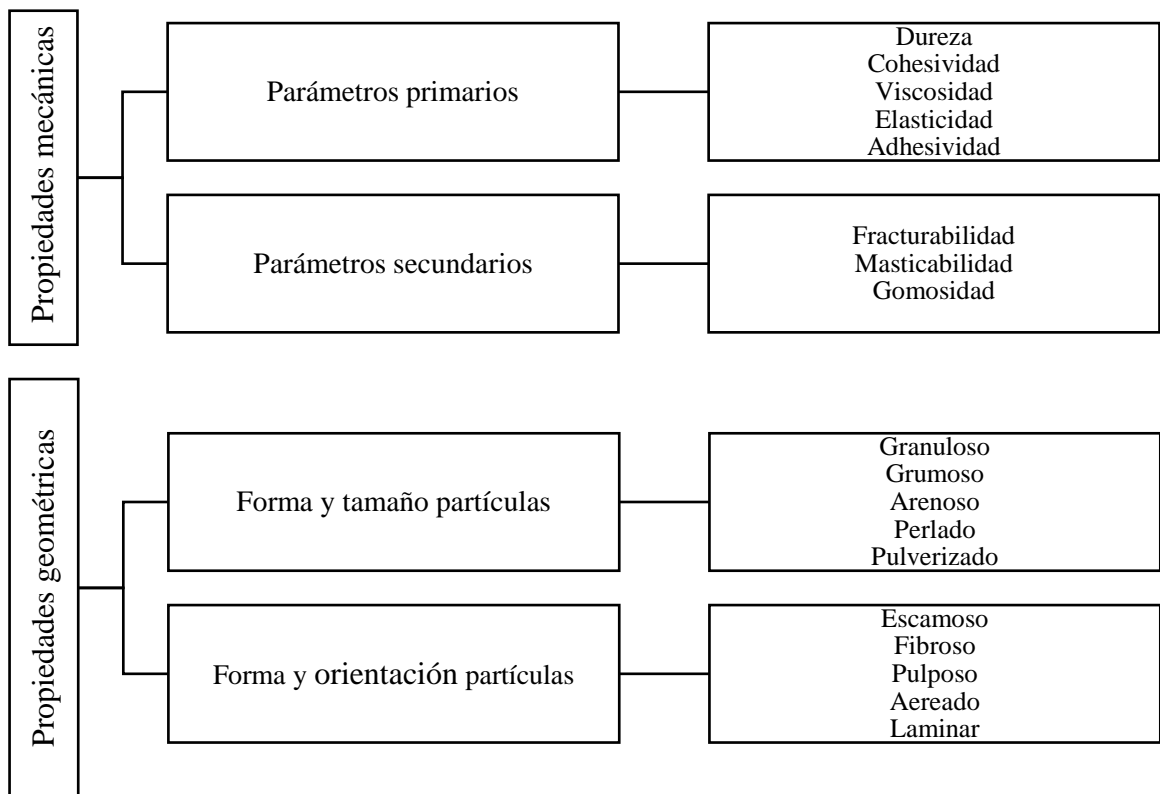 Propiedades mecánicas
Parámetros primarios
Dureza
Cohesividad
Viscosidad
Elasticidad
Adhesividad
Parámetros secundarios
Fracturabilidad
Masticabilidad
Gomosidad
Propiedades geométricas
Forma y tamaño partículas
Granuloso
Grumoso
Arenoso
Perlado
Pulverizado
Forma y orientación partículas
Escamoso
Fibroso
Pulposo
Aereado
Laminar